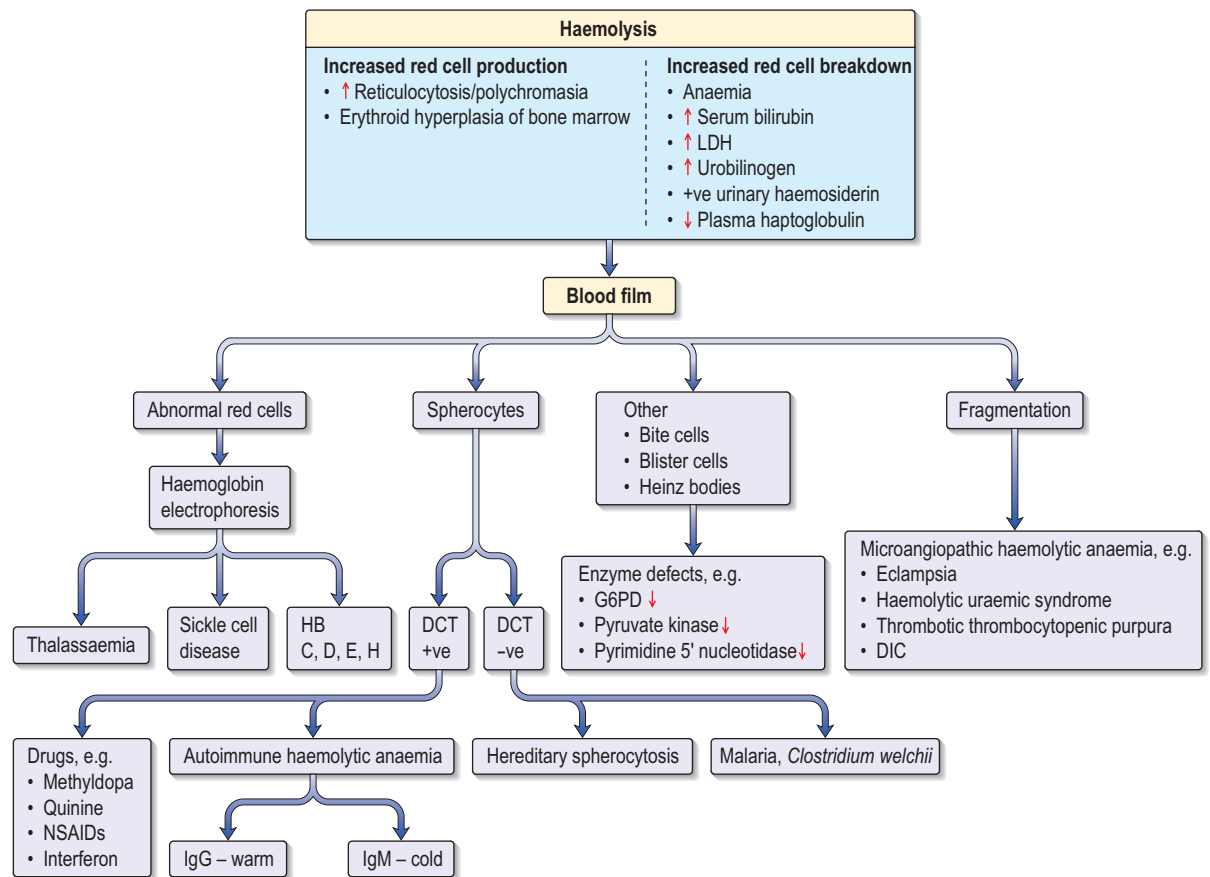 Haemolysis
Increased red cell production
• ↑ Reticulocytosis/polychromasia
• Erythroid hyperplasia of bone marrow
Increased red cell breakdown
• Anaemia
• ↑ Serum bilirubin
• ↑ LDH
• ↑ Urobilinogen
• +ve urinary haemosiderin
• ↓ Plasma haptoglobulin
Blood film
Abnormal red cells
Spherocytes
Other
• Bite cells
• Blister cells
• Heinz bodies
Fragmentation
Haemoglobin
electrophoresis
Thalassaemia
Sickle cell
disease
HB
C, D, E, H
DCT
+ve
DCT
–ve
Enzyme defects, e.g.
• G6PD ↓
• Pyruvate kinase↓
• Pyrimidine 5' nucleotidase↓
Microangiopathic haemolytic anaemia, e.g.
• Eclampsia
• Haemolytic uraemic syndrome
• Thrombotic thrombocytopenic purpura
• DIC
Drugs, e.g.
• Methyldopa
• Quinine
• NSAIDs
• Interferon
Autoimmune haemolytic anaemia
Hereditary spherocytosis
Malaria, Clostridium welchii
IgG – warm
IgM – cold